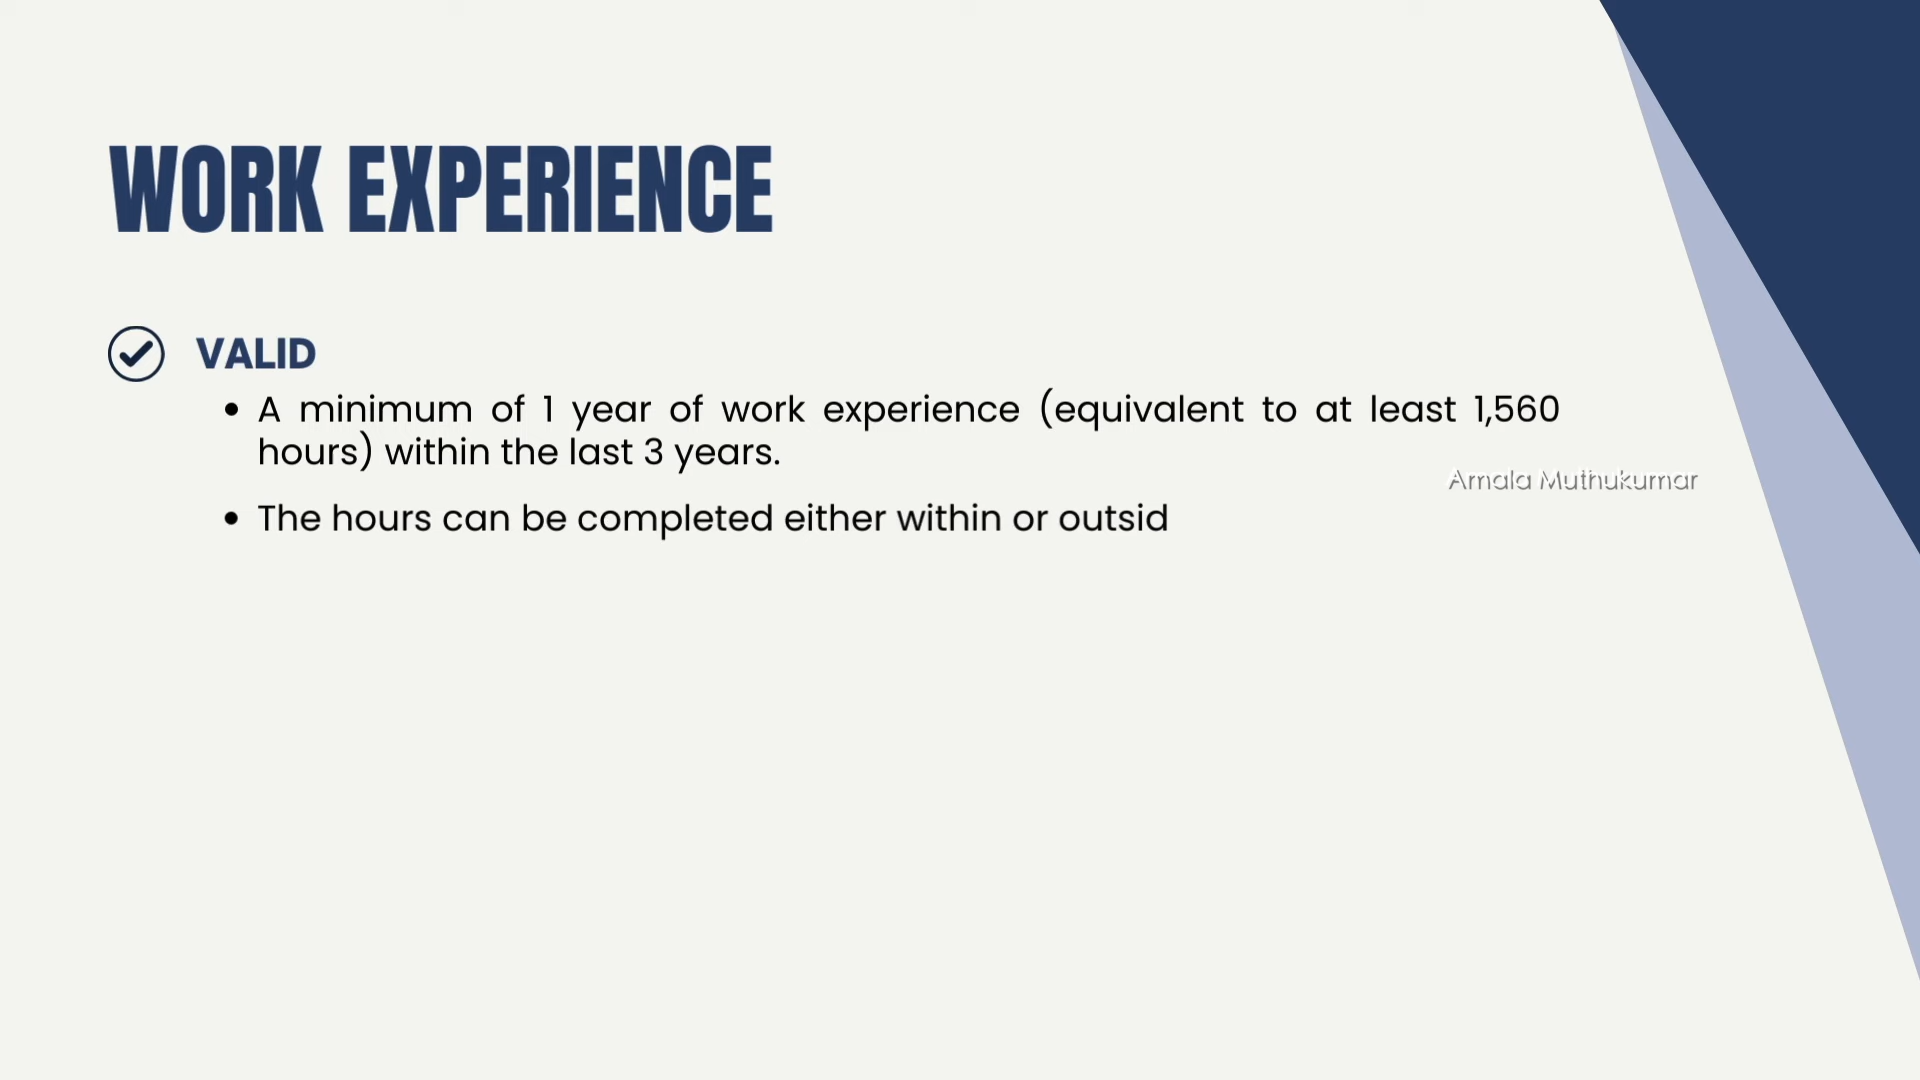 WORK EXPERIENCE
VALID
• A minimum of 1 year of work experience (equivalent to at least 1,560
hours) within the last 3 years.
Amala Muthukumar
• The hours can be completed either within or outsid